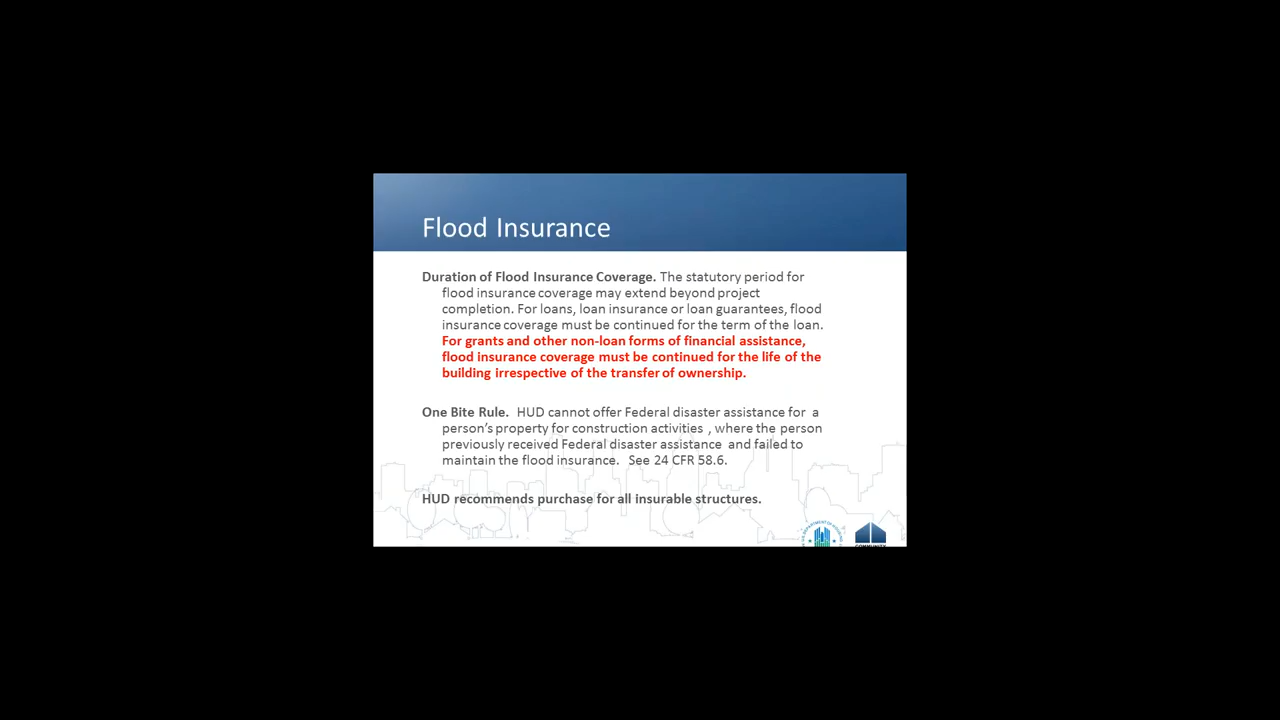 Flood Insurance
Duration of Flood Insurance Coverage. The statutory period for
flood insurance coverage may extend beyond project
completion. For loans, loan insurance or loan guarantees, flood
insurance coverage must be continued for the term of the loan.
For grants and other non-loan forms of financial assistance,
flood insurance coverage must be continued for the life of the
building irrespective of the transfer of ownership.
One Bite Rule. HUD cannot offer Federal disaster assistance for a
person's property for construction activities , where the person
previously received Federal disaster assistance and failed to
maintain the flood insurance. See 24 CFR 58.6.
HUD recommends purchase for all insurable structures.
COMMUNITY